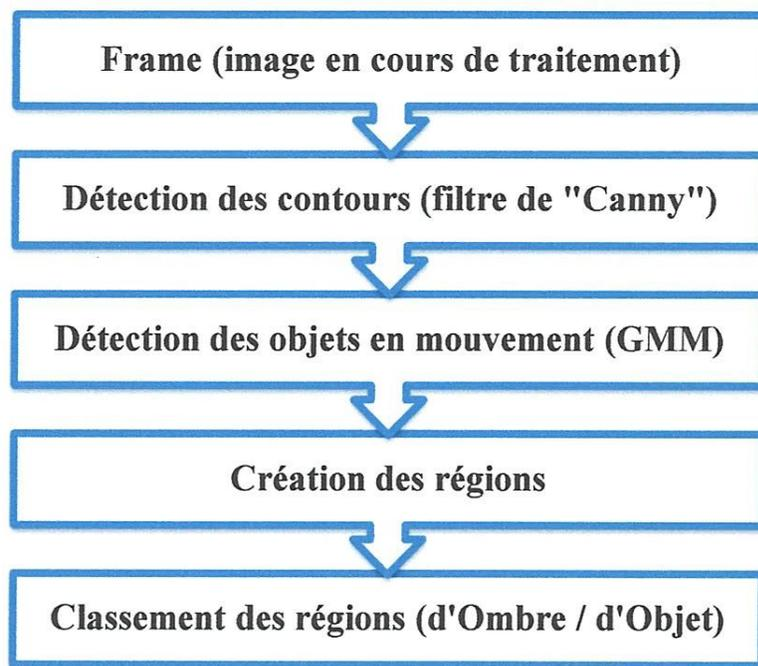 Frame (image en cours de traitement)
Détection des contours (filtre de "Canny")
Détection des objets en mouvement (GMM)
Création des régions
Classement des régions (d'Ombre / d'Objet)